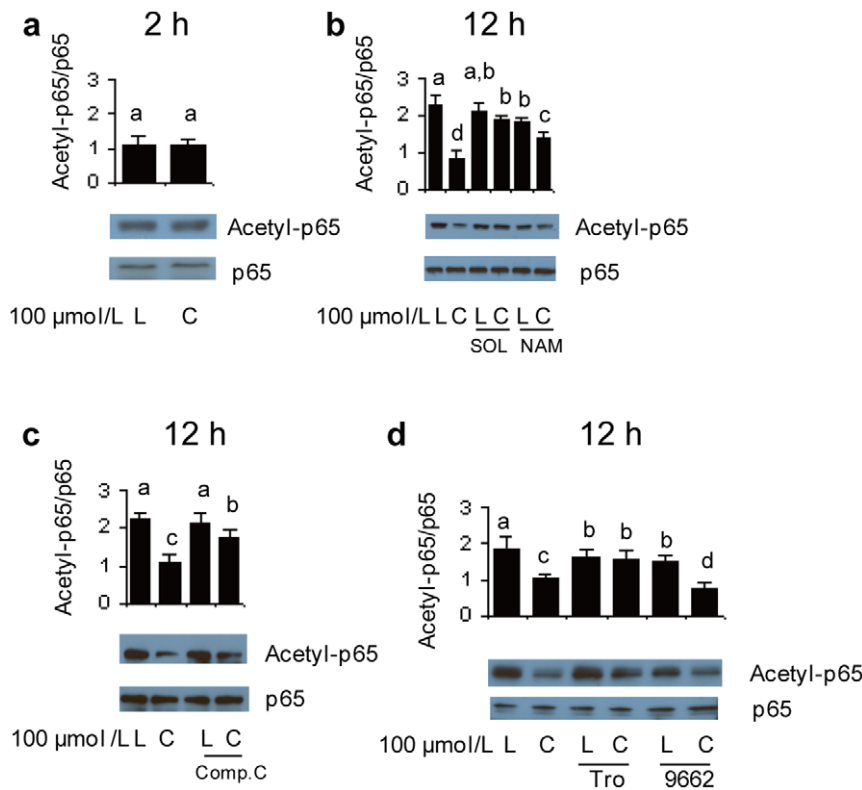 a 2 h
Acetyl-p65/p65
3
2
1
0
a a
Acetyl-p65
p65
100 µmol/L L C
b 12 h
Acetyl-p65/p65
3
2
1
0
a d a,b b b c
Acetyl-p65
p65
100 µmol/L L C L C L C
SOL NAM
c 12 h
Acetyl-p65/p65
3
2
1
0
a c a b
Acetyl-p65
p65
100 µmol /L L C L C
Comp.C
d 12 h
Acetyl-p65/p65
3
2
1
0
a c b b b d
Acetyl-p65
p65
100 µmol/L L C L C L C
Tro 9662